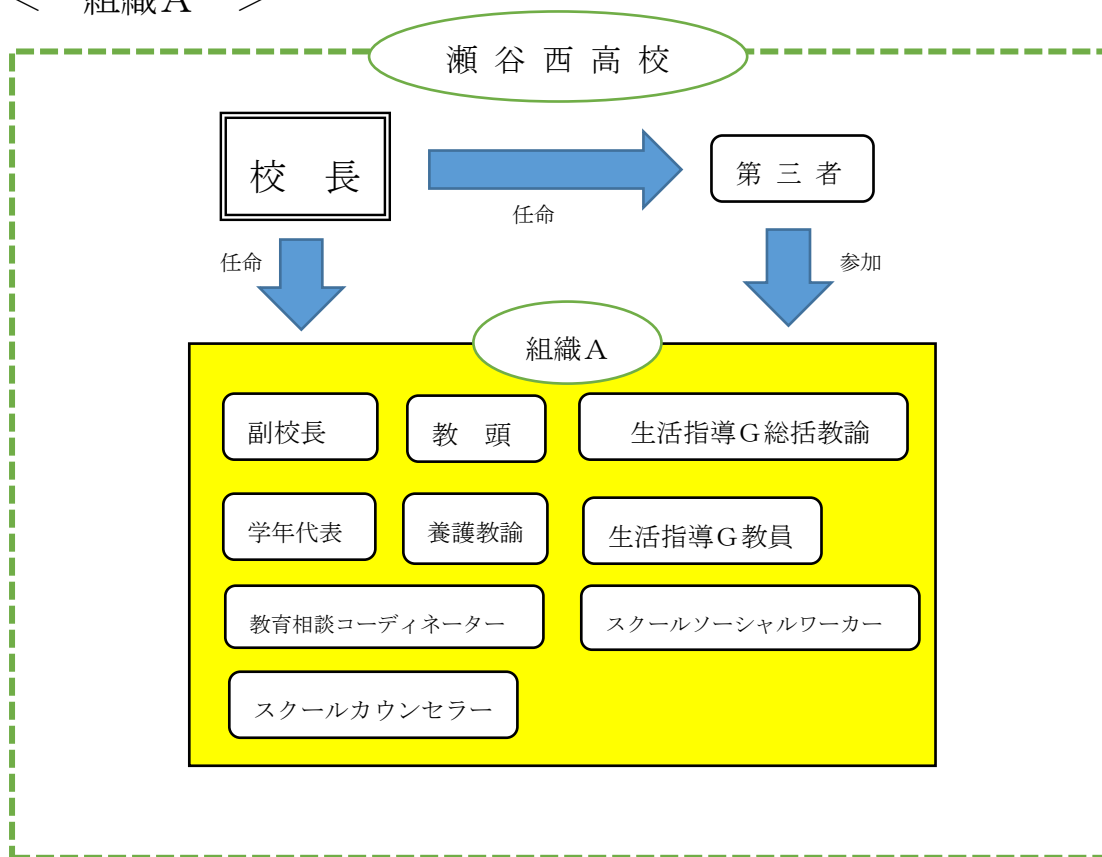 ＜　組織Ａ　＞
瀬 谷 西 高 校
校　長
第 三 者
任命
任命
参加
組織Ａ
副校長
教　頭
生活指導Ｇ総括教諭
学年代表
養護教諭
生活指導Ｇ教員
教育相談コーディネーター
スクールソーシャルワーカー
スクールカウンセラー